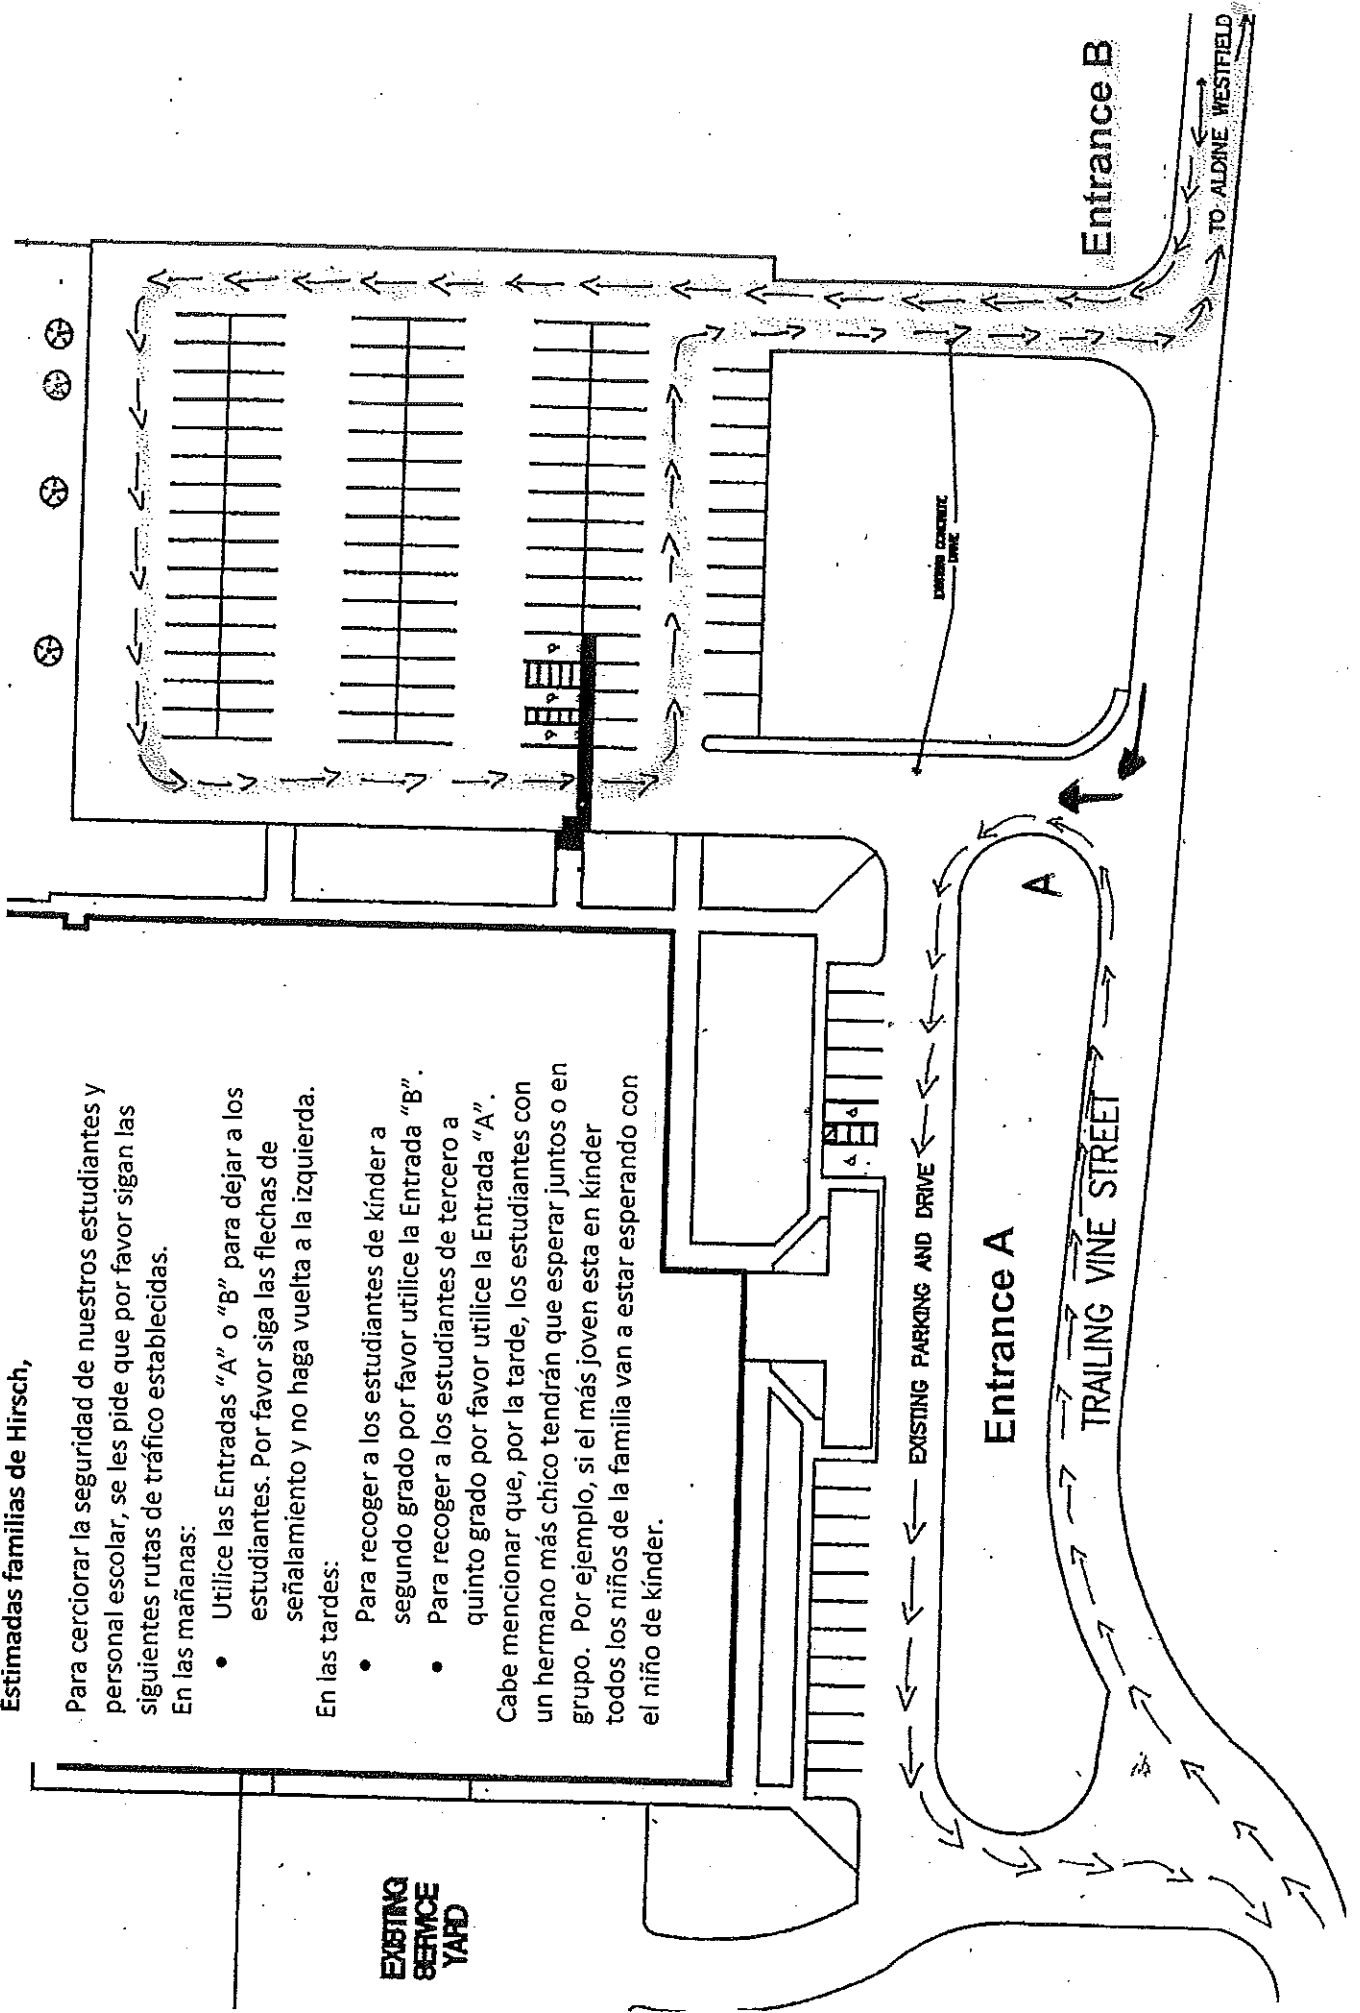 Estimadas familias de Hirsch,
Para cerciorar la seguridad de nuestros estudiantes y
personal escolar, se les pide que por favor sigan las
siguientes rutas de tráfico establecidas.
En las mañanas:
• Utilice las Entradas “A” o “B” para dejar a los
estudiantes. Por favor siga las flechas de
señalamiento y no haga vuelta a la izquierda.
En las tardes:
• Para recoger a los estudiantes de kínder a
segundo grado por favor utilice la Entrada “B”.
• Para recoger a los estudiantes de tercero a
quinto grado por favor utilice la Entrada “A”.
Cabe mencionar que, por la tarde, los estudiantes con
un hermano más chico tendrán que esperar juntos o en
grupo. Por ejemplo, si el más joven esta en kínder
todos los niños de la familia van a estar esperando con
el niño de kínder.
EXISTING
SERVICE
YARD
EXISTING PARKING AND DRIVE
Entrance A
A
TRAILING VINE STREET
CONCRETE
DRIVE
Entrance B
TO ALDINE WESTFIELD